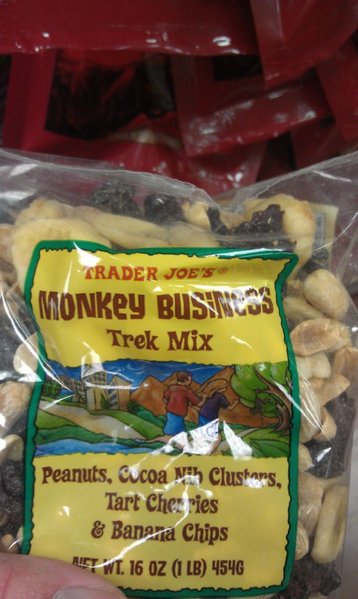 TRADER JOE'S®
MONKEY BUSINESS
Trek Mix
Peanuts, Cocoa Nib Clusters,
Tart Cherries
& Banana Chips
NET WT. 16 OZ (1 LB) 454G